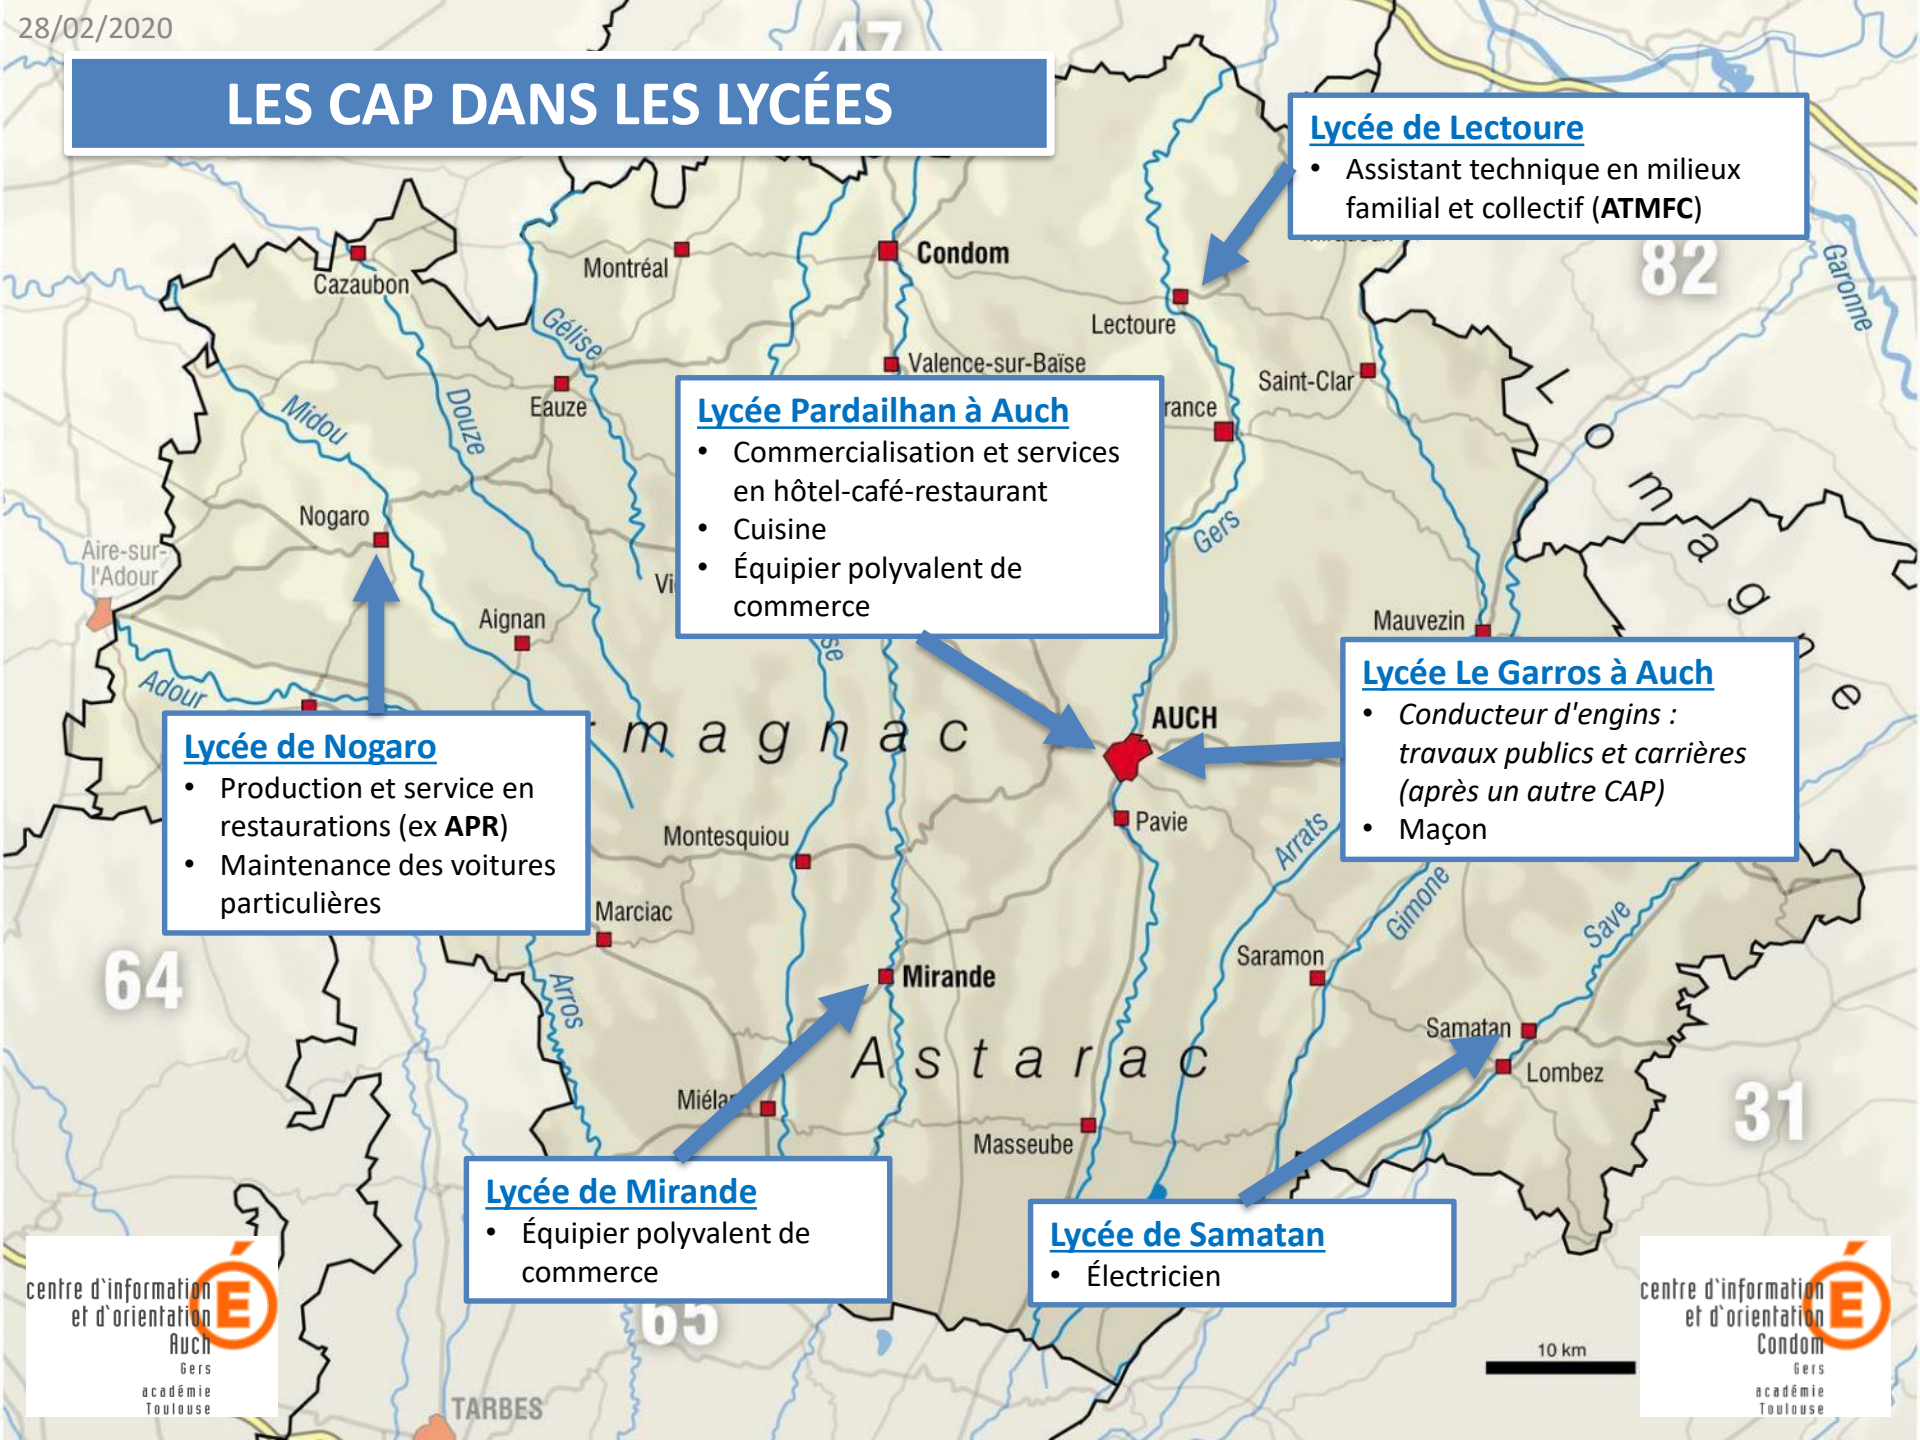 28/02/2020
47
LES CAP DANS LES LYCÉES
Lycée de Lectoure
• Assistant technique en milieux
familial et collectif (ATMFC)
82
Garonne
Condom
Montréal
Cazaubon
Gélise
Lectoure
Valence-sur-Baïse
Saint-Clar
Eauze
Midou
Douze
rance
Lycée Pardailhan à Auch
• Commercialisation et services
en hôtel-café-restaurant
• Cuisine
• Équipier polyvalent de
commerce
Lomagne
Nogaro
Gers
Aire-sur-
l'Adour
Vi
Aignan
Mauvezin
se
Adour
Lycée Le Garros à Auch
• Conducteur d'engins :
travaux publics et carrières
(après un autre CAP)
• Maçon
AUCH
rmagnac
Lycée de Nogaro
• Production et service en
restaurations (ex APR)
• Maintenance des voitures
particulières
Montesquiou
Pavie
Arrats
Gimone
Marciac
Save
64
Arros
Mirande
Saramon
Samatan
Astarac
Lombez
Miéla
31
Masseube
Lycée de Mirande
• Équipier polyvalent de
commerce
Lycée de Samatan
• Électricien
65
centre d`information
et d`orientation
Auch
Gers
académie
Toulouse
É
TARBES
10 km
centre d`information
et d`orientation
Condom
Gers
académie
Toulouse
É